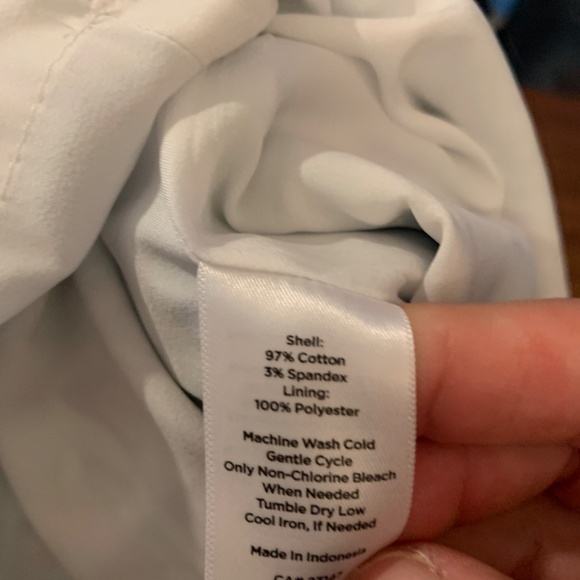 Shell:
97% Cotton
3% Spandex
Lining:
100% Polyester
Machine Wash Cold
Gentle Cycle
Only Non-Chlorine Bleach
When Needed
Tumble Dry Low
Cool Iron, If Needed
Made In Indonesia